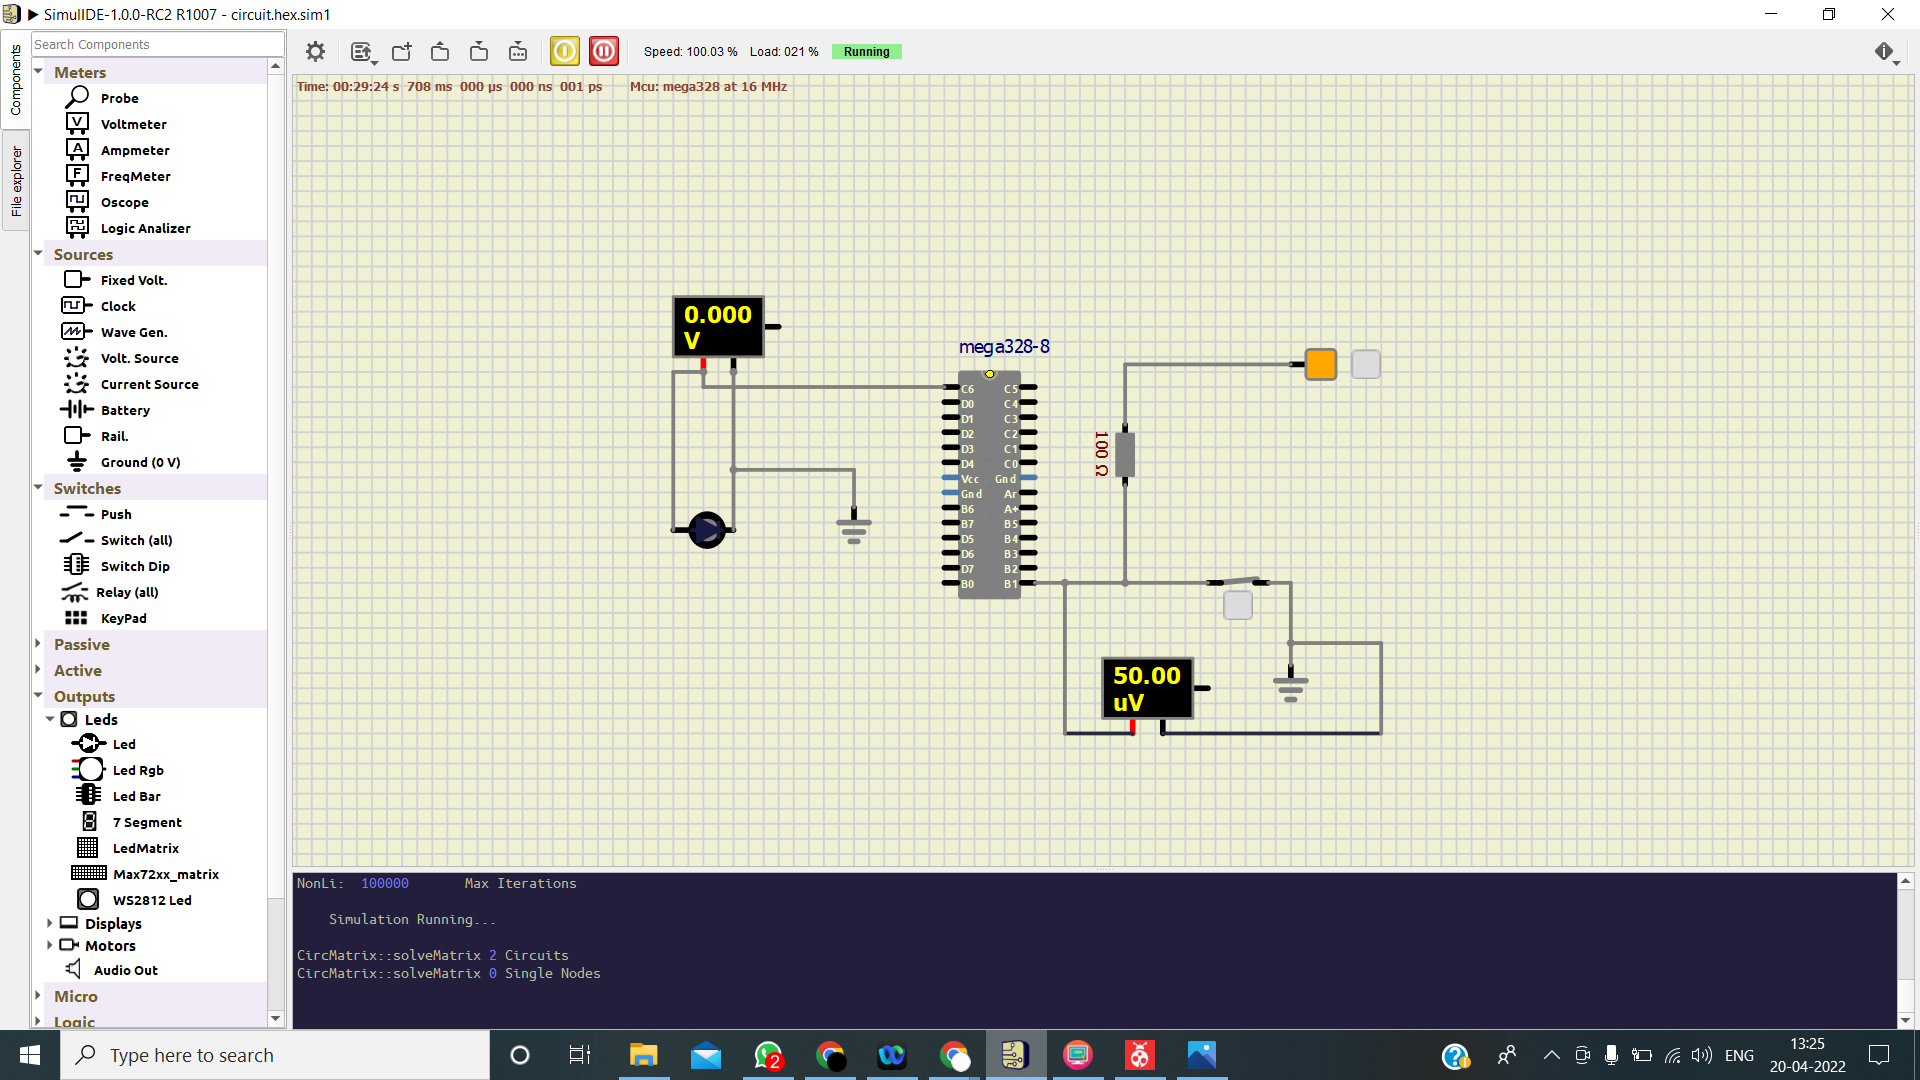 SimulIDE-1.0.0-RC2 R1007 - circuit.hex.sim1
Components
File explorer
Search Components
Meters
Probe
Voltmeter
Ampmeter
FreqMeter
Oscope
Logic Analizer
Sources
Fixed Volt.
Clock
Wave Gen.
Volt. Source
Current Source
Battery
Rail.
Ground (0 V)
Switches
Push
Switch (all)
Switch Dip
Relay (all)
KeyPad
Passive
Active
Outputs
Leds
Led
Led Rgb
Led Bar
7 Segment
LedMatrix
Max72xx_matrix
WS2812 Led
Displays
Motors
Audio Out
Micro
Logic
Speed: 100.03 % Load: 021 % Running
Time: 00:29:24 s 708 ms 000 µs 000 ns 001 ps Mcu: mega328 at 16 MHz
0.000
V
mega328-8
C6 C5
D0 C4
D1 C3
D2 C2
D3 C1
D4 C0
Vcc Gnd
Gnd Ar
B6 A+
B7 B5
D5 B4
D6 B3
D7 B2
B0 B1
100 Ω
50.00
uV
NonLi: 100000 Max Iterations
Simulation Running...
CircMatrix::solveMatrix 2 Circuits
CircMatrix::solveMatrix 0 Single Nodes
Type here to search
2
ENG
13:25
20-04-2022